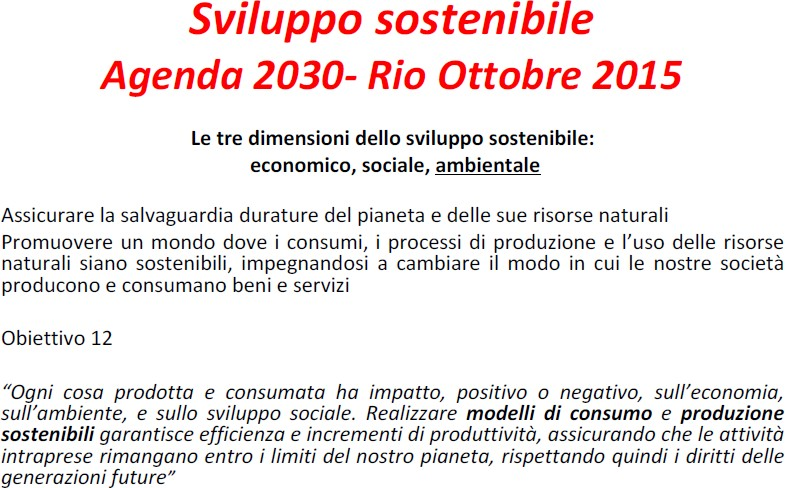 Sviluppo sostenibile
Agenda 2030- Rio Ottobre 2015
Le tre dimensioni dello sviluppo sostenibile:
economico, sociale, ambientale
Assicurare la salvaguardia durature del pianeta e delle sue risorse naturali
Promuovere un mondo dove i consumi, i processi di produzione e l’uso delle risorse
naturali siano sostenibili, impegnandosi a cambiare il modo in cui le nostre società
producono e consumano beni e servizi
Obiettivo 12
“Ogni cosa prodotta e consumata ha impatto, positivo o negativo, sull’economia,
sull’ambiente, e sullo sviluppo sociale. Realizzare modelli di consumo e produzione
sostenibili garantisce efficienza e incrementi di produttività, assicurando che le attività
intraprese rimangano entro i limiti del nostro pianeta, rispettando quindi i diritti delle
generazioni future”